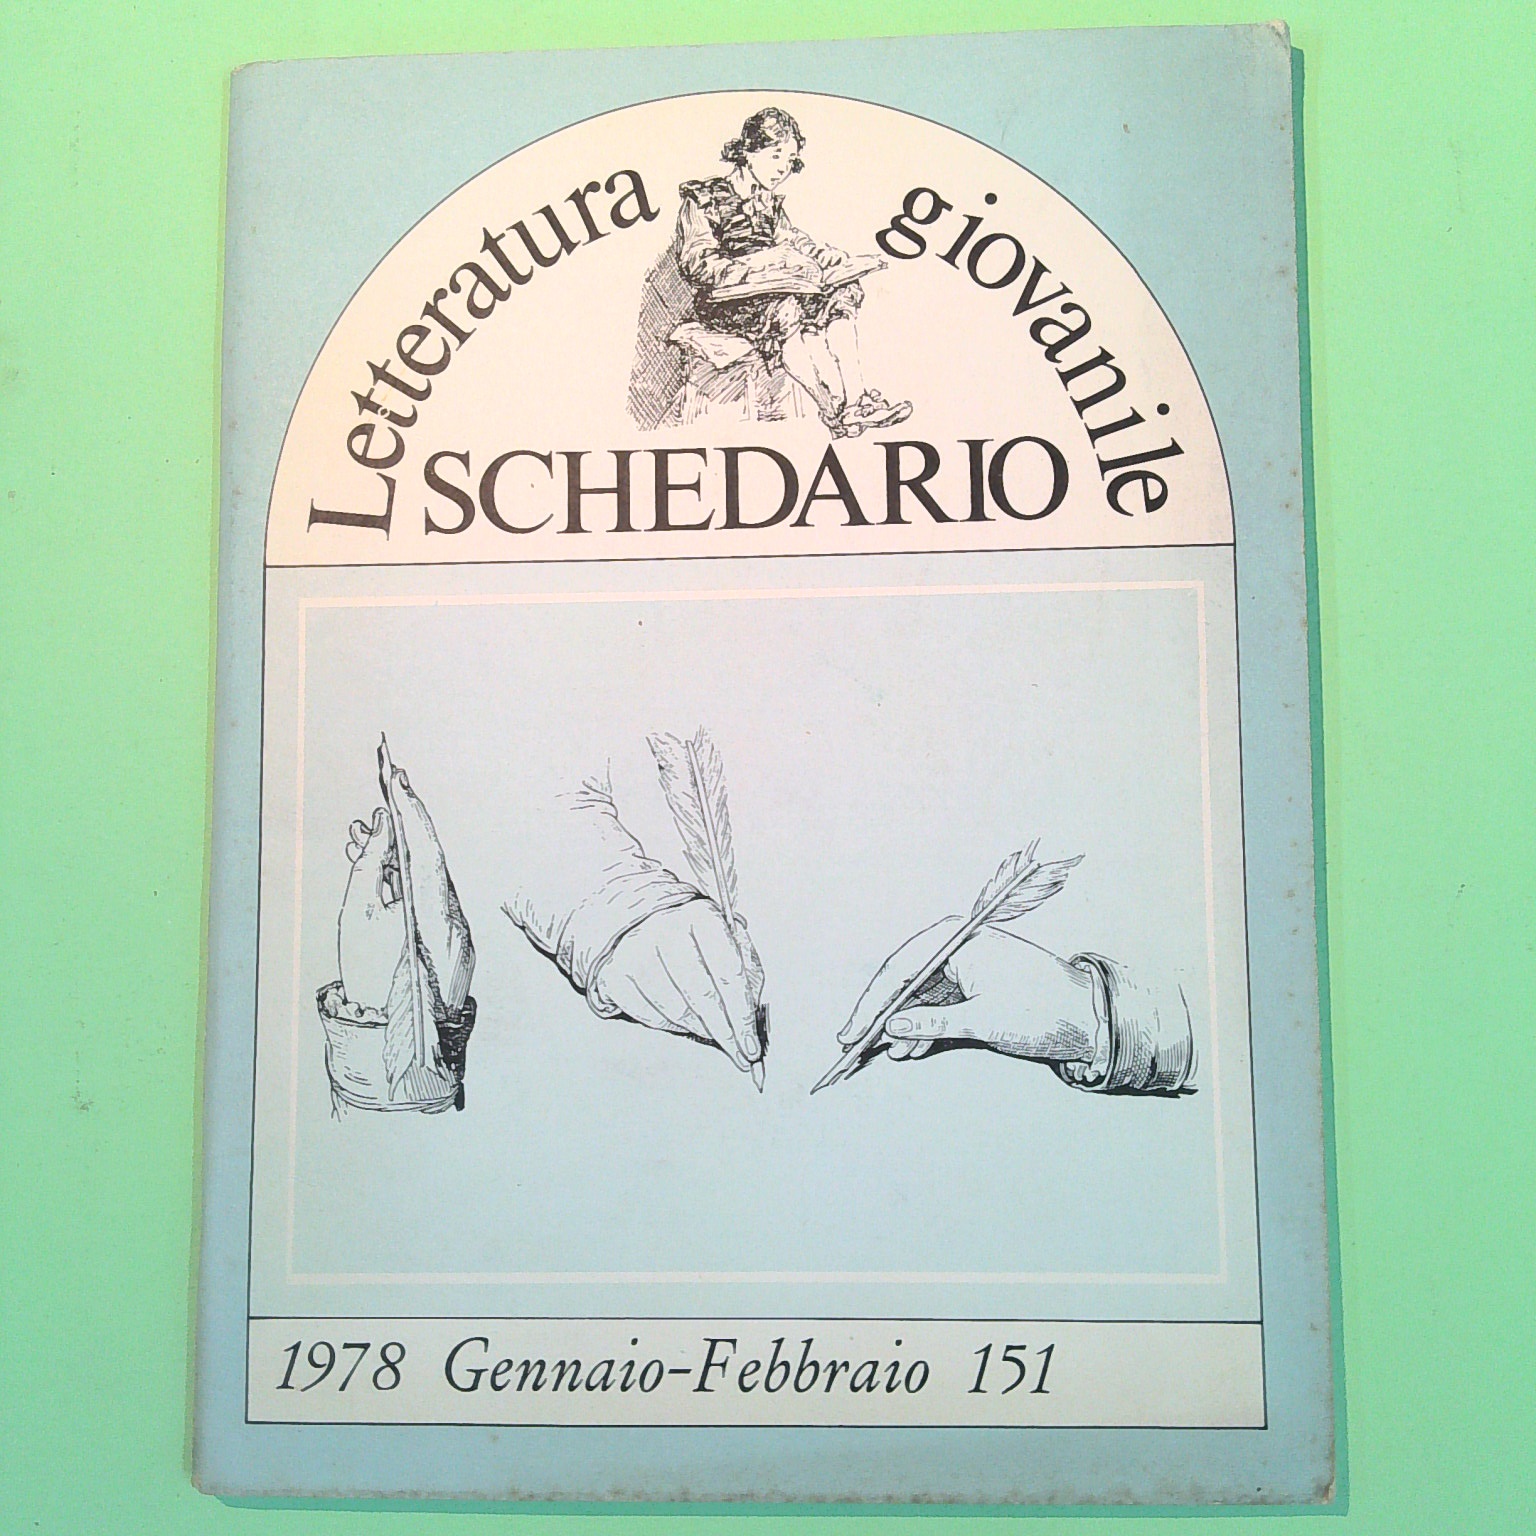 Letteratura giovanile
SCHEDARIO
1978 Gennaio-Febbraio 151